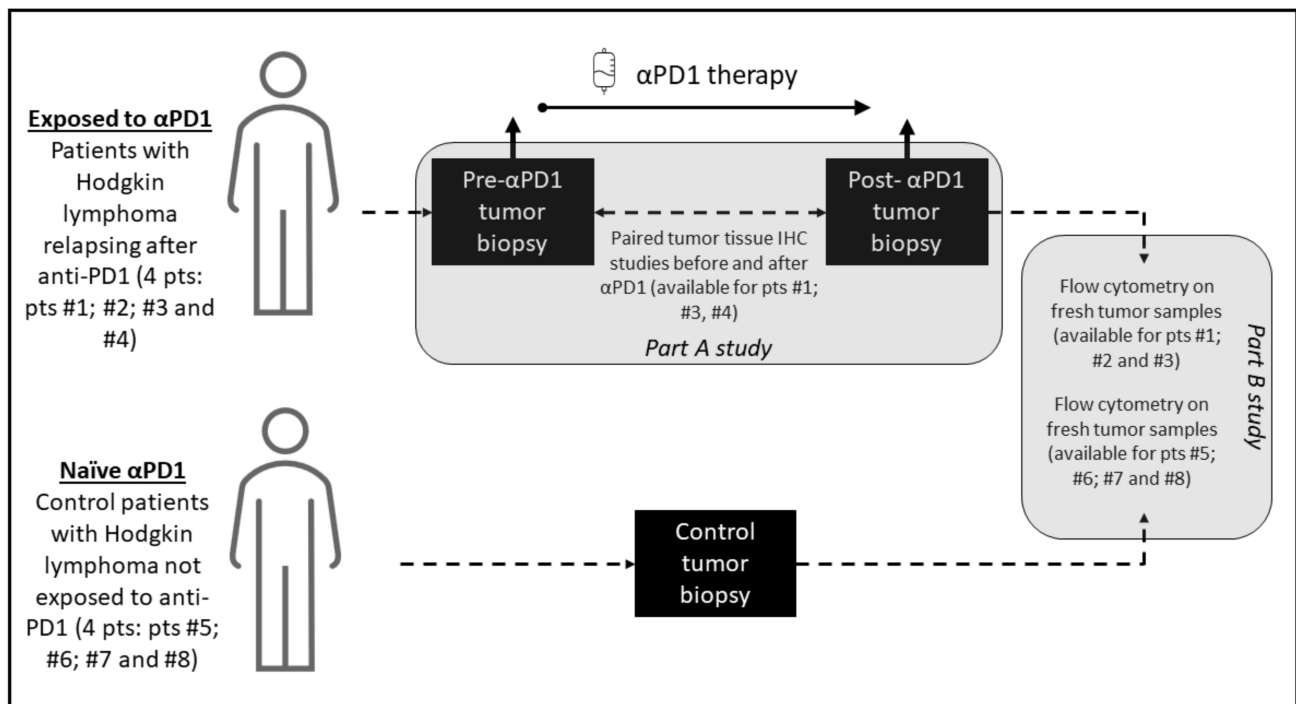 Exposed to αPD1
Patients with
Hodgkin
lymphoma
relapsing after
anti-PD1 (4 pts:
pts #1; #2; #3 and
#4)
αPD1 therapy
Pre-αPD1
tumor
biopsy
Post- αPD1
tumor
biopsy
Paired tumor tissue IHC
studies before and after
αPD1 (available for pts #1;
#3, #4)
Part A study
Flow cytometry on
fresh tumor samples
(available for pts #1;
#2 and #3)
Flow cytometry on
fresh tumor samples
(available for pts #5;
#6; #7 and #8)
Part B study
Naïve αPD1
Control patients
with Hodgkin
lymphoma not
exposed to anti-
PD1 (4 pts: pts #5;
#6; #7 and #8)
Control
tumor
biopsy